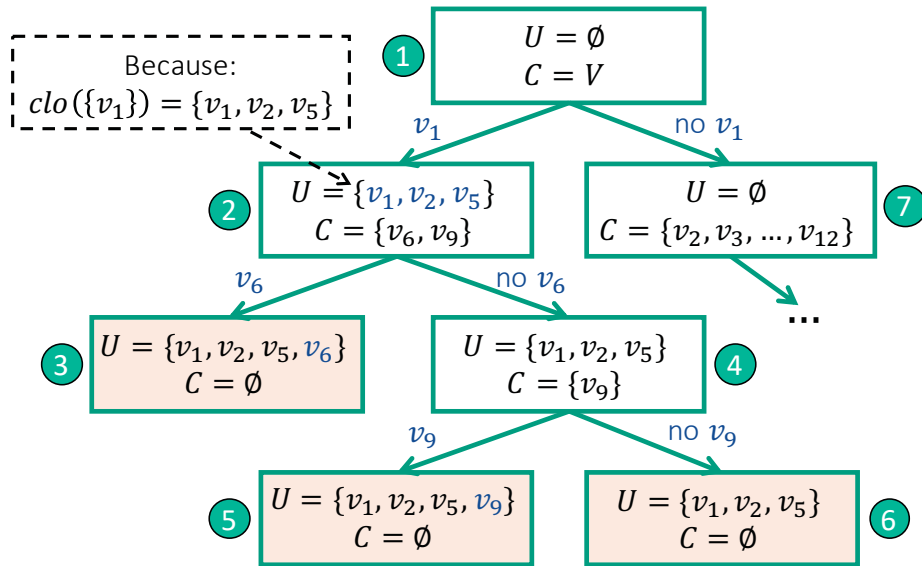 1
U = ∅
C = V
Because:
clo({v₁}) = {v₁, v₂, v₅}
v₁
no v₁
2
U = {v₁, v₂, v₅}
C = {v₆, v₉}
7
U = ∅
C = {v₂, v₃, …, v₁₂}
v₆
no v₆
...
3
U = {v₁, v₂, v₅, v₆}
C = ∅
4
U = {v₁, v₂, v₅}
C = {v₉}
v₉
no v₉
5
U = {v₁, v₂, v₅, v₉}
C = ∅
6
U = {v₁, v₂, v₅}
C = ∅